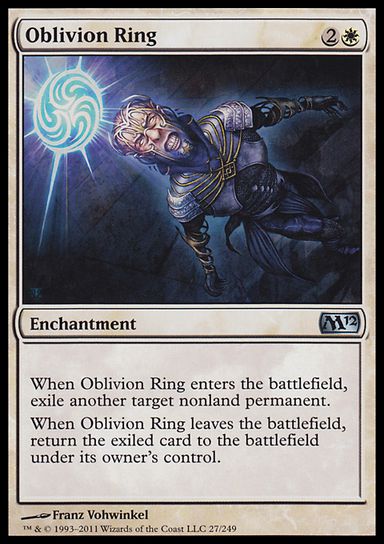 Oblivion Ring 2
Enchantment M12
When Oblivion Ring enters the battlefield,
exile another target nonland permanent.
When Oblivion Ring leaves the battlefield,
return the exiled card to the battlefield
under its owner's control.
Franz Vohwinkel
™ & © 1993–2011 Wizards of the Coast LLC 27/249